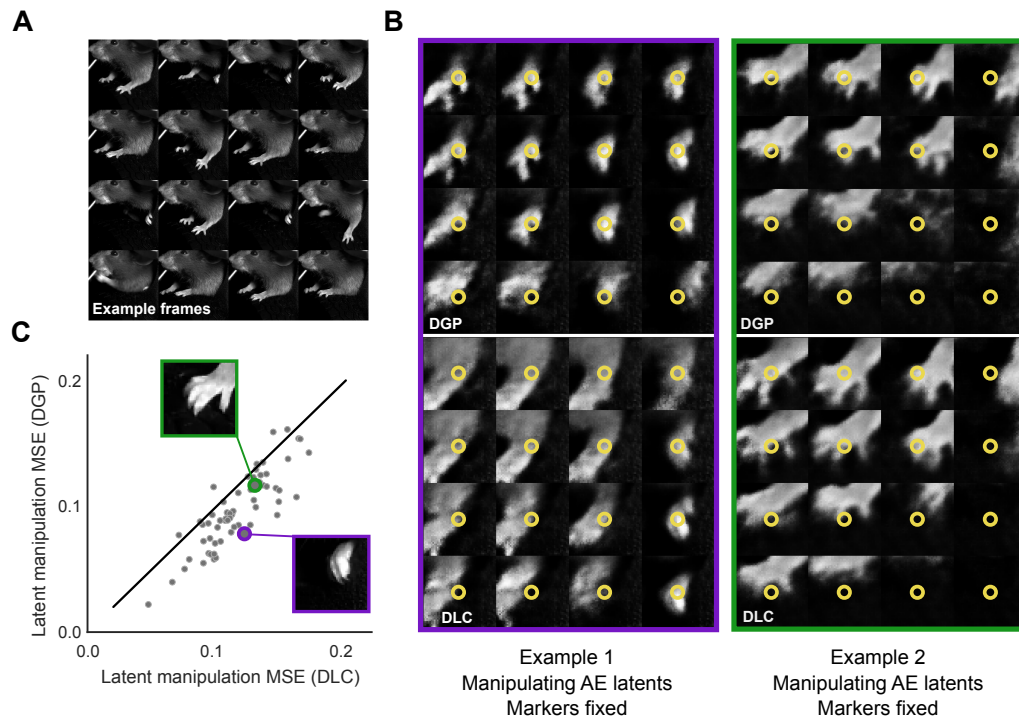 A
Example frames
B
DGP
DLC
Example 1
Manipulating AE latents
Markers fixed
DGP
DLC
Example 2
Manipulating AE latents
Markers fixed
C
Latent manipulation MSE (DGP)
0.2
0.1
0.0
0.0
0.1
0.2
Latent manipulation MSE (DLC)